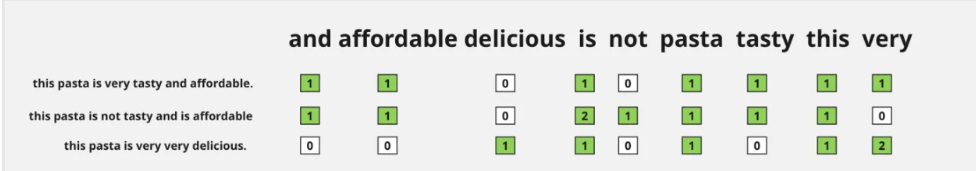 and affordable delicious is not pasta tasty this very
this pasta is very tasty and affordable. 1 1 0 1 0 1 1 1 1
this pasta is not tasty and is affordable 1 1 0 2 1 1 1 1 0
this pasta is very very delicious. 0 0 1 1 0 1 0 1 2